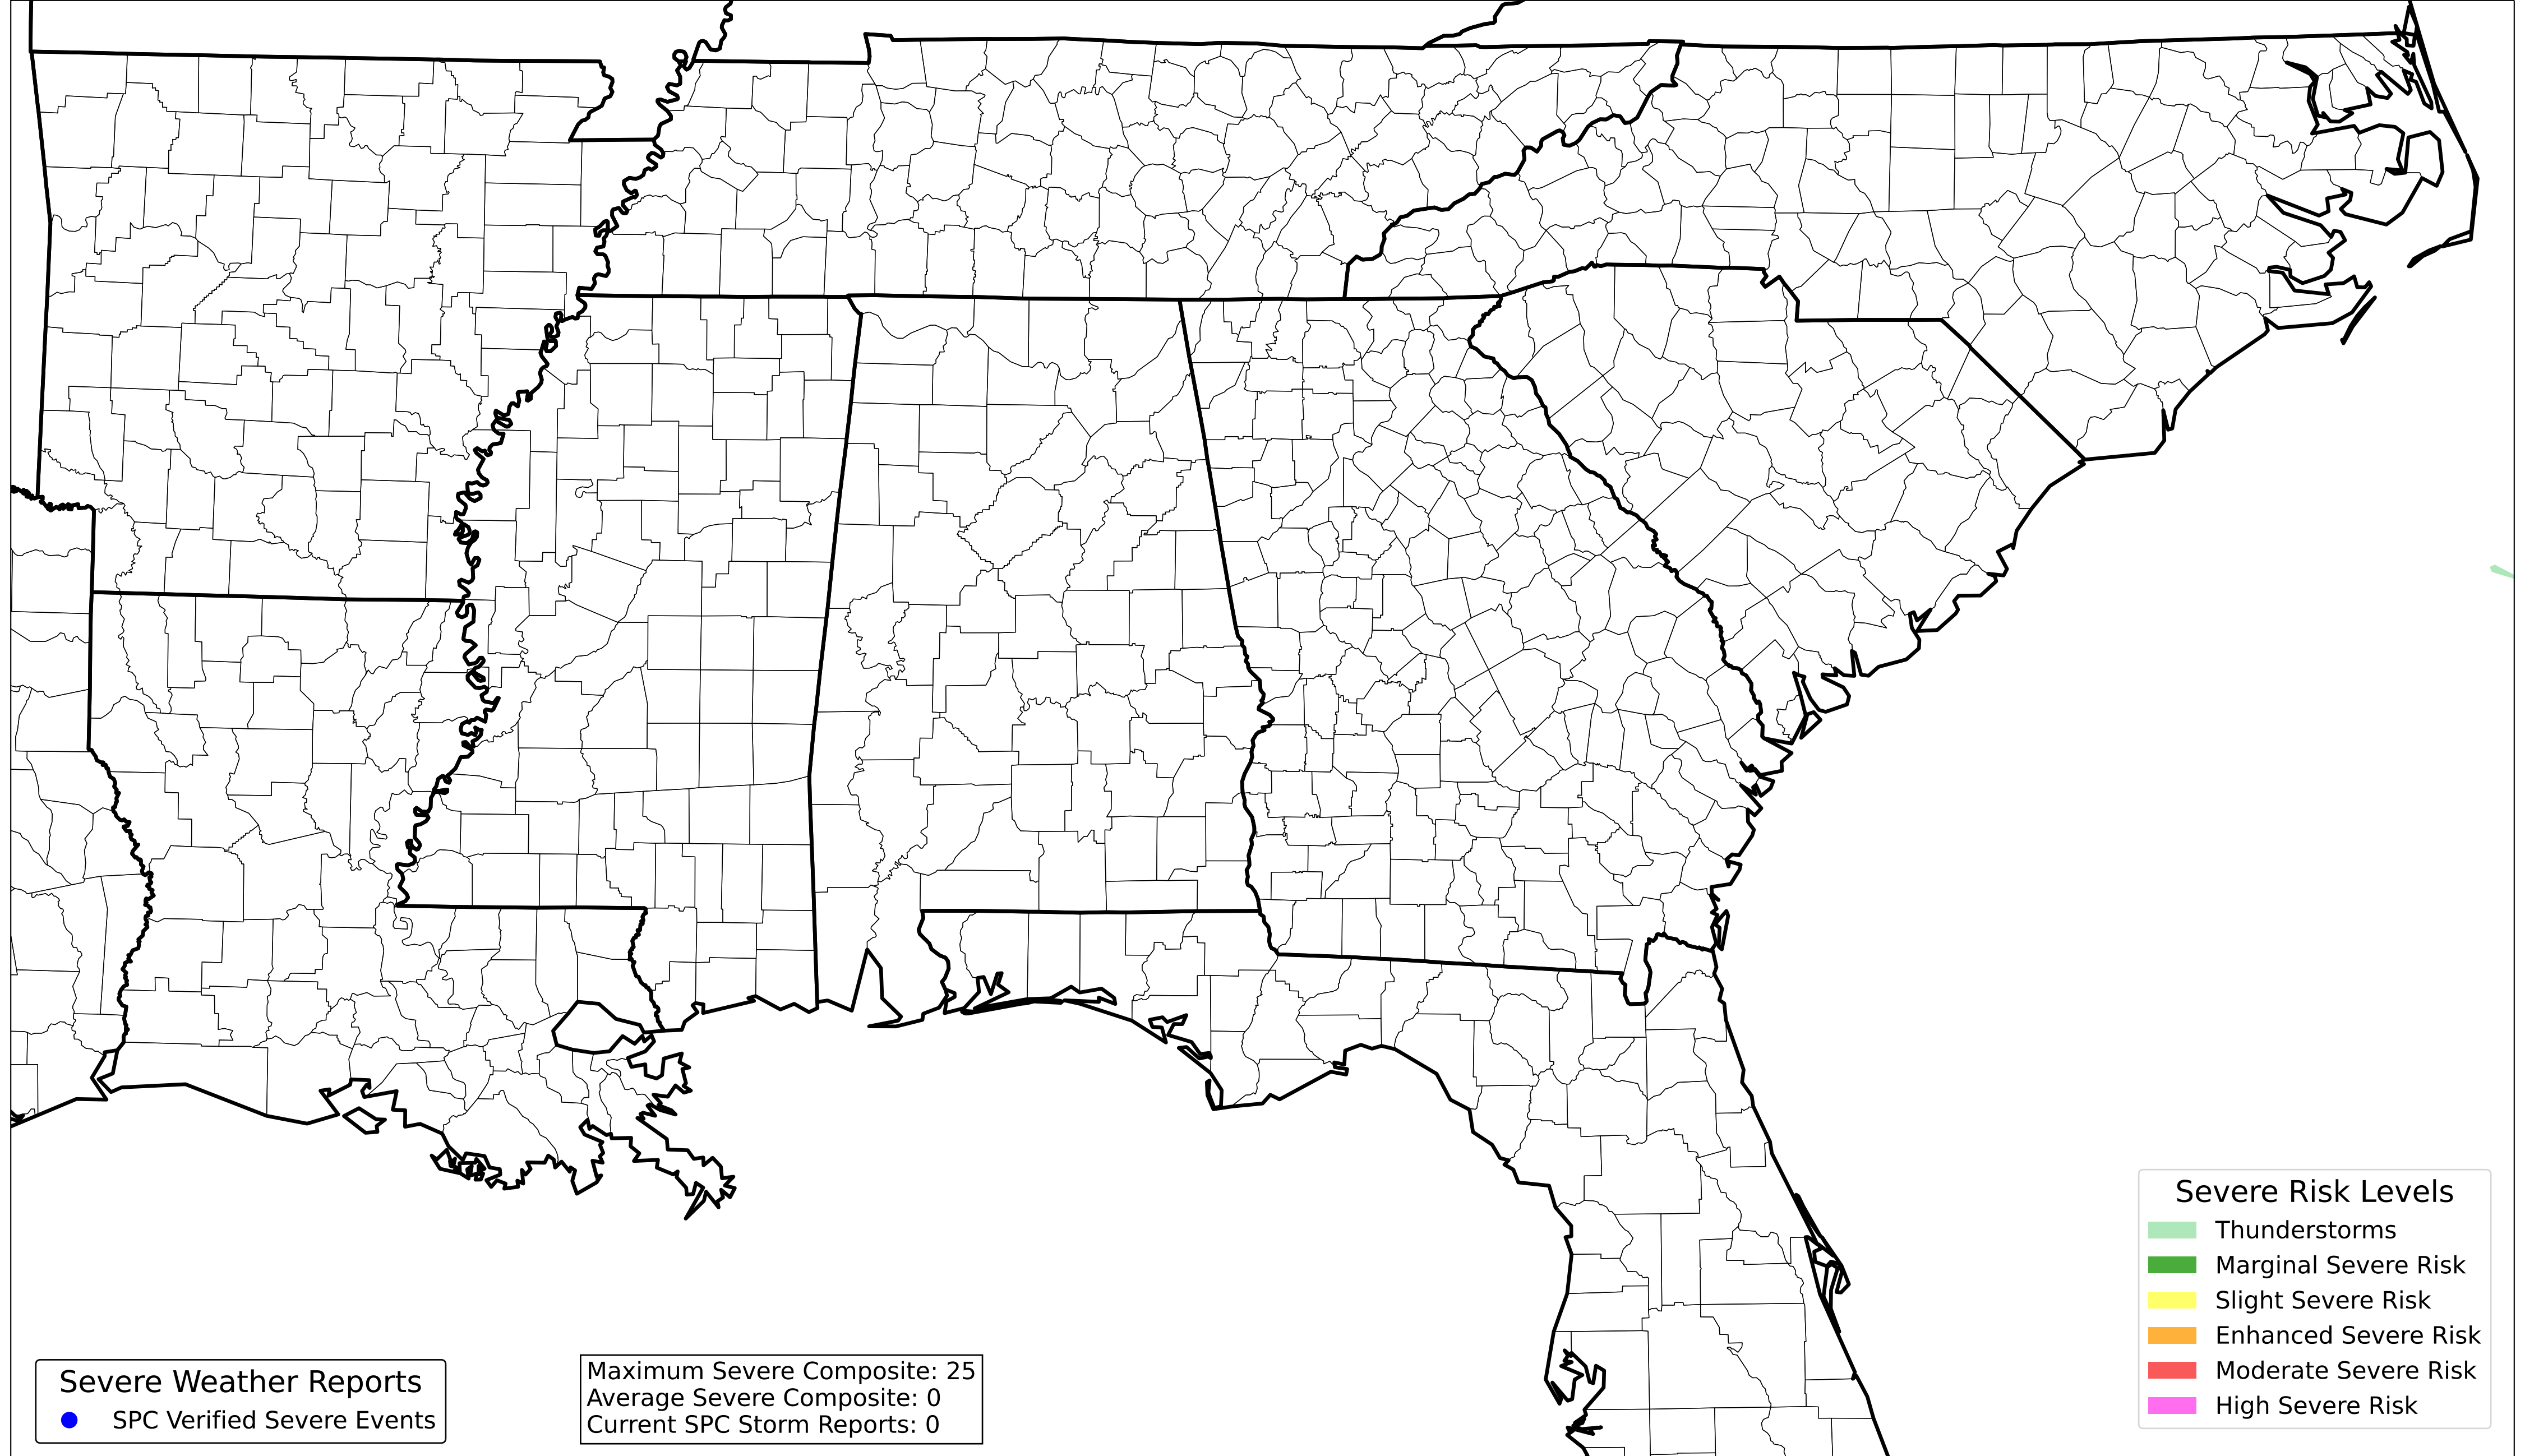 Severe Weather Reports
SPC Verified Severe Events
Maximum Severe Composite: 25
Average Severe Composite: 0
Current SPC Storm Reports: 0
Severe Risk Levels
Thunderstorms
Marginal Severe Risk
Slight Severe Risk
Enhanced Severe Risk
Moderate Severe Risk
High Severe Risk